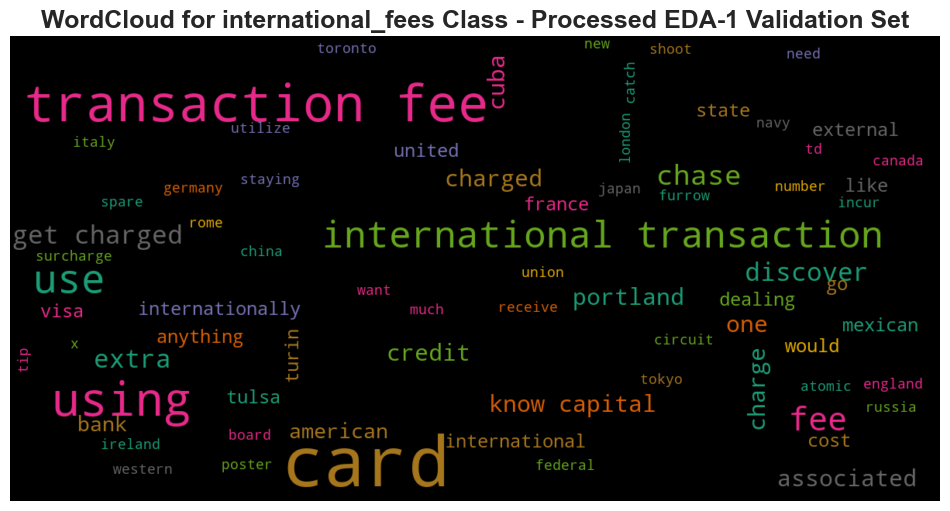 WordCloud for international_fees Class - Processed EDA-1 Validation Set
toronto
new
shoot
need
cuba
london catch
transaction fee
state
navy
external
utilize
italy
united
td
canada
staying
charged
chase
germany
japan
number
like
furrow
spare
france
incur
rome
get charged
international transaction
surcharge
china
use
union
discover
go
want
portland
dealing
visa
internationally
much
receive
one
mexican
x
anything
turin
circuit
would
tip
extra
credit
tokyo
charge
atomic
england
using
tulsa
know capital
russia
fee
bank
board
american
international
cost
ireland
card
western
poster
federal
associated